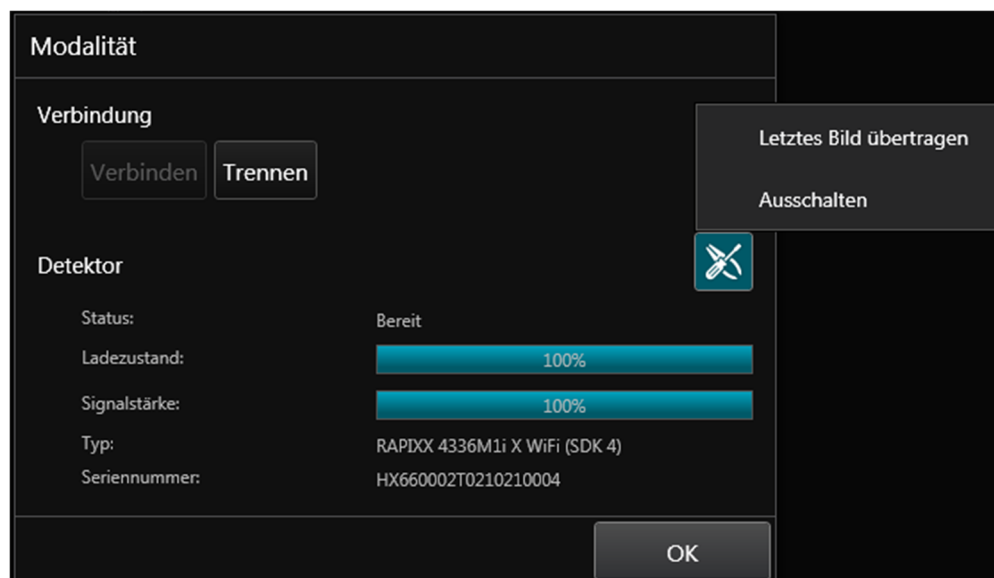 Modalität
Verbindung
Verbinden Trennen
Letztes Bild übertragen
Ausschalten
Detektor
Status: Bereit
Ladezustand: 100%
Signalstärke: 100%
Typ: RAPIXX 4336M1i X WiFi (SDK 4)
Seriennummer: HX660002T0210210004
OK